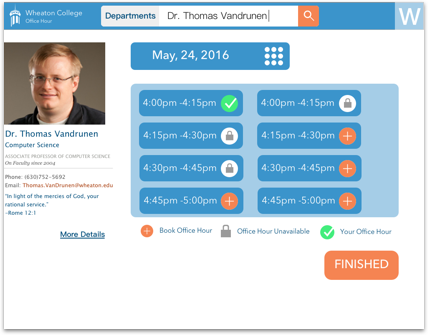 Wheaton College
Office Hour
Departments
Dr. Thomas Vandrunen
W
May, 24, 2016
4:00pm -4:15pm
4:00pm -4:15pm
4:15pm -4:30pm
4:15pm -4:30pm
4:30pm -4:45pm
4:30pm -4:45pm
4:45pm -5:00pm
4:45pm -5:00pm
Dr. Thomas Vandrunen
Computer Science
ASSOCIATE PROFESSOR OF COMPUTER SCIENCE
On Faculty since 2004
Phone: (630)752-5692
Email: Thomas.VanDrunen@wheaton.edu
"In light of the mercies of God, your
rational service."
-Rome 12:1
More Details
Book Office Hour
Office Hour Unavailable
Your Office Hour
FINISHED